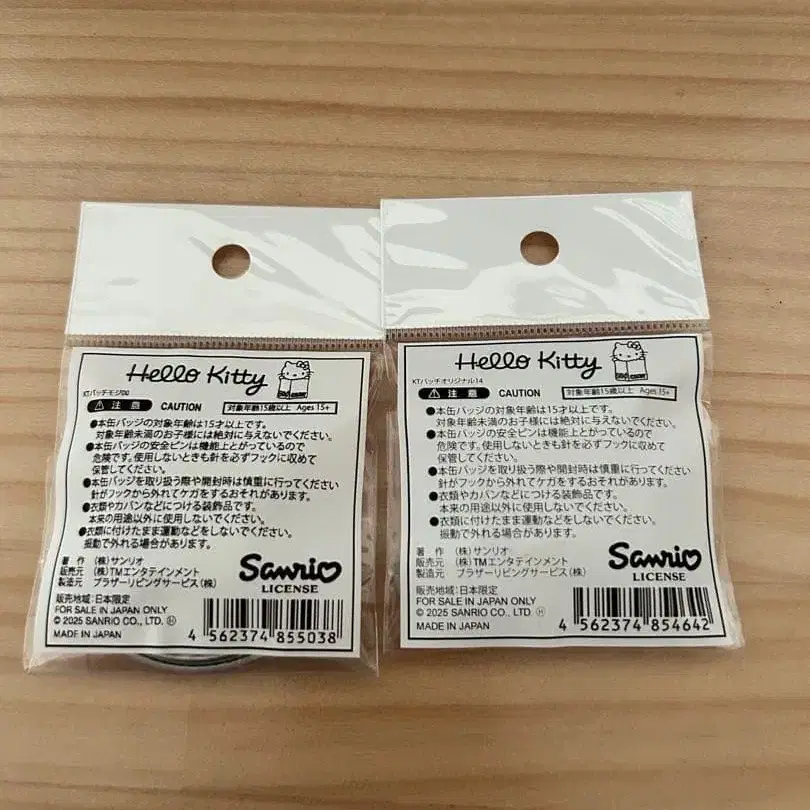 Hello Kitty
KTバッチモジ06
注意 CAUTION 対象年齢15歳以上 Ages 15+
●本缶バッジの対象年齢は15才以上です。
対象年齢未満のお子様には絶対に与えないでください。
●本缶バッジの安全ピンは機能上とがっているので
危険です。使用しないときも針を必ずフックに収めて
保管してください。
●本缶バッジを取り扱う際や開封時は慎重に行ってください
針がフックから外れてケガをするおそれがあります。
●衣類やカバンなどにつける装飾品です。
本来の用途以外に使用しないでください。
●衣類に付けたまま運動などをしないでください。
振動で外れる場合があります。
著作 (株)サンリオ
販売元 (株)TMエンタテインメント
製造元 ブラザーリビングサービス(株)
Sanrio
LICENSE
販売地域:日本限定
FOR SALE IN JAPAN ONLY
© 2025 SANRIO CO., LTD. Ⓗ
MADE IN JAPAN
4 562374 855038
Hello Kitty
KTバッチオリジナル14
注意 CAUTION 対象年齢15歳以上 Ages 15+
●本缶バッジの対象年齢は15才以上です。
対象年齢未満のお子様には絶対に与えないでください。
●本缶バッジの安全ピンは機能上とがっているので
危険です。使用しないときも針を必ずフックに収めて
保管してください。
●本缶バッジを取り扱う際や開封時は慎重に行ってください
針がフックから外れてケガをするおそれがあります。
●衣類やカバンなどにつける装飾品です。
本来の用途以外に使用しないでください。
●衣類に付けたまま運動などをしないでください。
振動で外れる場合があります。
著作 (株)サンリオ
販売元 (株)TMエンタテインメント
製造元 ブラザーリビングサービス(株)
Sanrio
LICENSE
販売地域:日本限定
FOR SALE IN JAPAN ONLY
© 2025 SANRIO CO., LTD. Ⓗ
MADE IN JAPAN
4 562374 854642